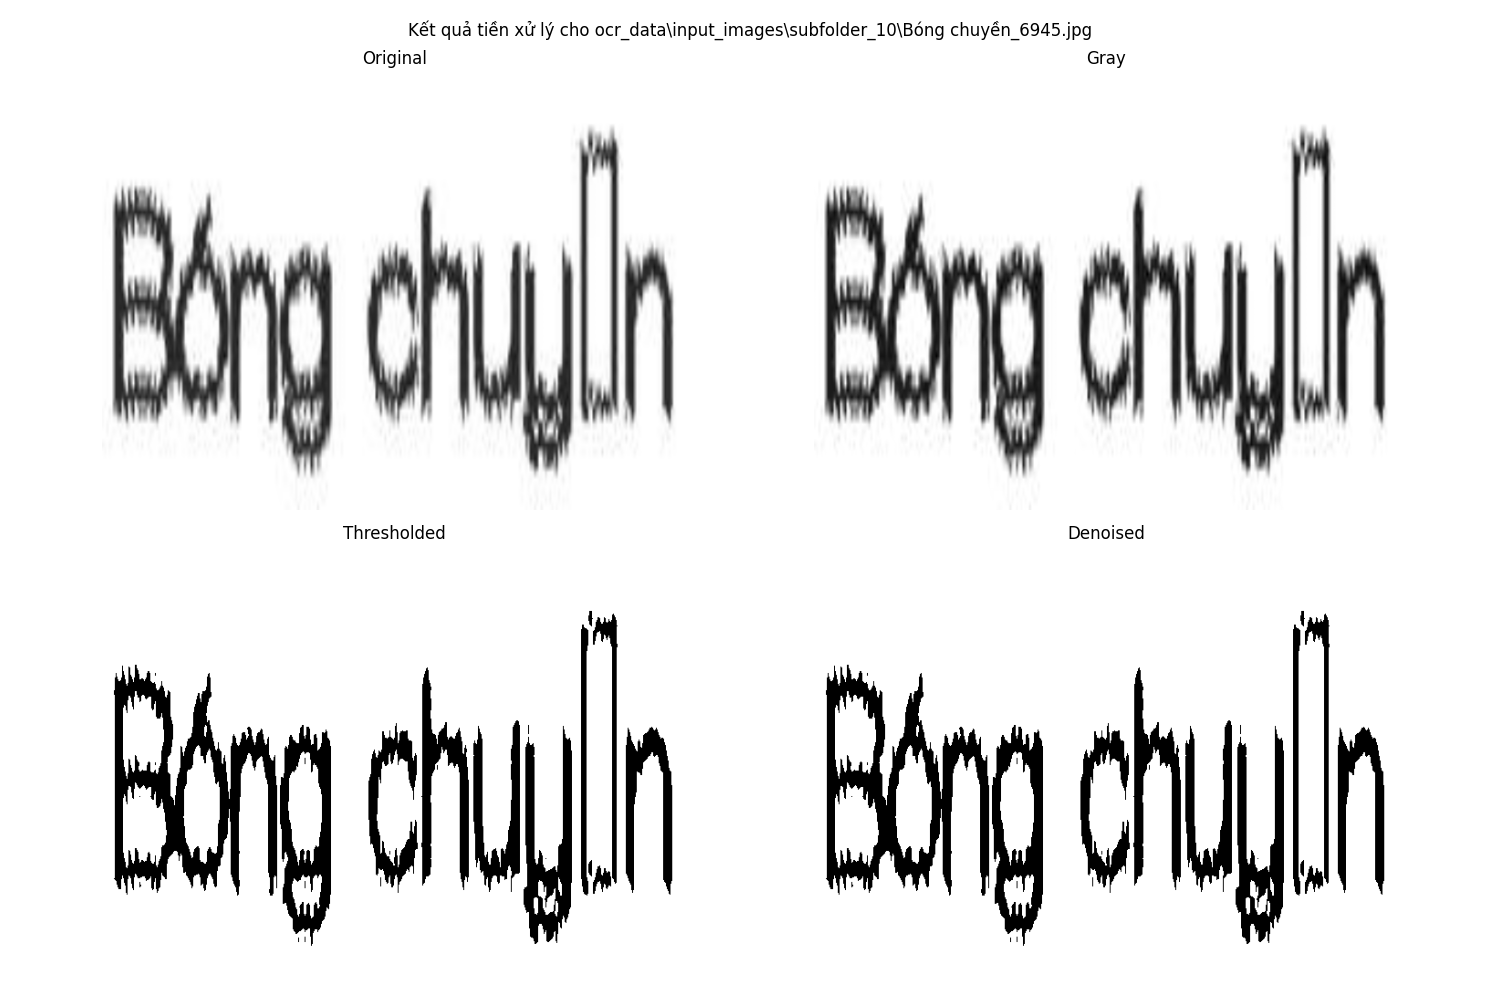 Kết quả tiền xử lý cho ocr_data\input_images\subfolder_10\Bóng chuyền_6945.jpg
Original
Gray
Bóng chuy▯n
Bóng chuy▯n
Thresholded
Denoised
Bóng chuy▯n
Bóng chuy▯n